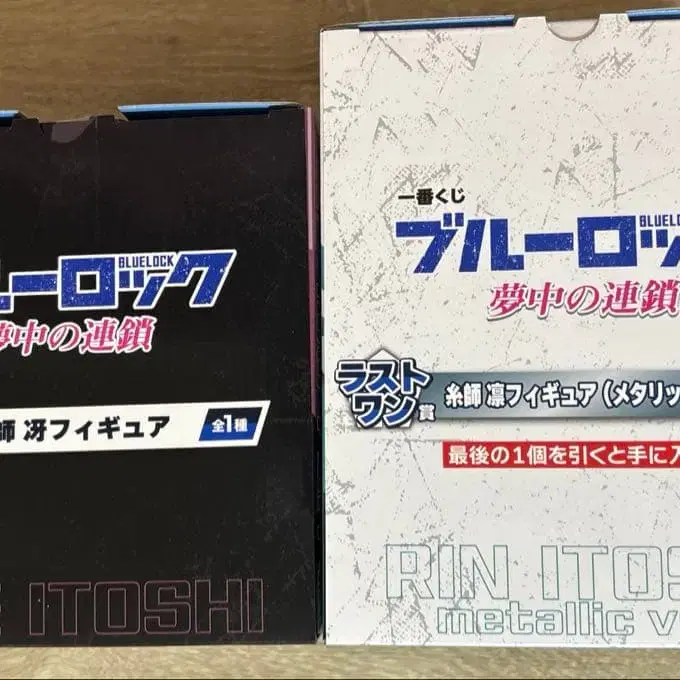 ルーロック
BLUELOCK
夢中の連鎖
師 冴フィギュア
全1種
ITOSHI
一番くじ
ブルーロッ
BLUELO
夢中の連鎖
ラスト
ワン賞
糸師 凛フィギュア(メタリッ
最後の1個を引くと手に入
RIN ITOS
metallic v